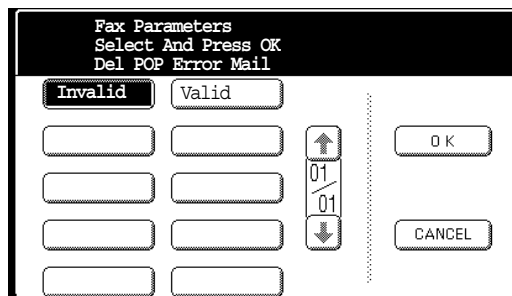 Fax Parameters
Select And Press OK
Del POP Error Mail
Invalid Valid
OK
01
/
01
CANCEL